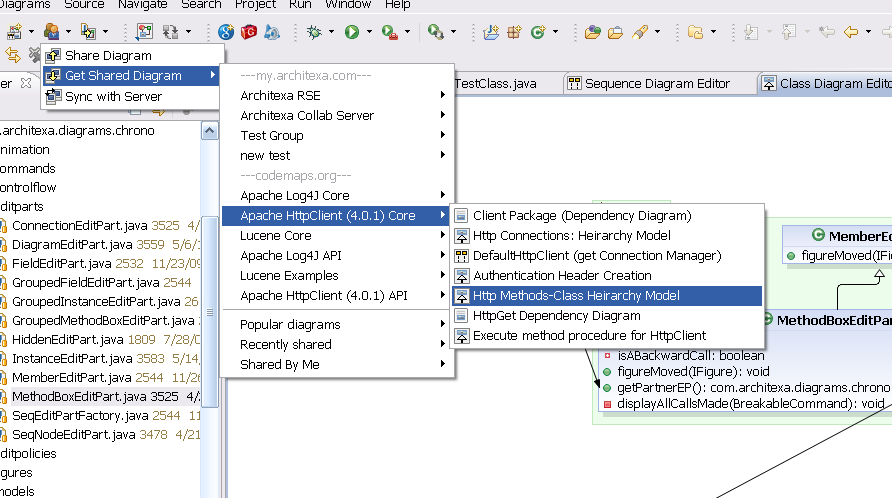 Diagrams Source Navigate Search Project Run Window Help
Share Diagram
Get Shared Diagram
Sync with Server
er
TestClass.java
Sequence Diagram Editor
Class Diagram Edito
.architexa.diagrams.chrono
nimation
ommands
ontrolflow
ditparts
ConnectionEditPart.java 3525 4/
DiagramEditPart.java 3559 5/6/
FieldEditPart.java 2532 11/23/09
GroupedFieldEditPart.java 2544
GroupedInstanceEditPart.java 26
GroupedMethodBoxEditPart.java
HiddenEditPart.java 1809 7/28/0
InstanceEditPart.java 3583 5/14/
MemberEditPart.java 2544 11/26
MethodBoxEditPart.java 3525 4/
SeqEditPartFactory.java 2544 11
SeqNodeEditPart.java 3478 4/21
ditpolicies
gures
models
---my.architexa.com---
Architexa RSE
Architexa Collab Server
Test Group
new test
---codemaps.org---
Apache Log4J Core
Apache HttpClient (4.0.1) Core
Lucene Core
Apache Log4J API
Lucene Examples
Apache HttpClient (4.0.1) API
Popular diagrams
Recently shared
Shared By Me
Client Package (Dependency Diagram)
Http Connections: Heirarchy Model
DefaultHttpClient (get Connection Manager)
Authentication Header Creation
Http Methods-Class Heirarchy Model
HttpGet Dependency Diagram
Execute method procedure for HttpClient
MemberEd
figureMoved(IFig
MethodBoxEditPar
isABackwardCall: boolean
figureMoved(IFigure): void
getPartnerEP(): com.architexa.diagrams.chrono
displayAllCallsMade(BreakableCommand): void